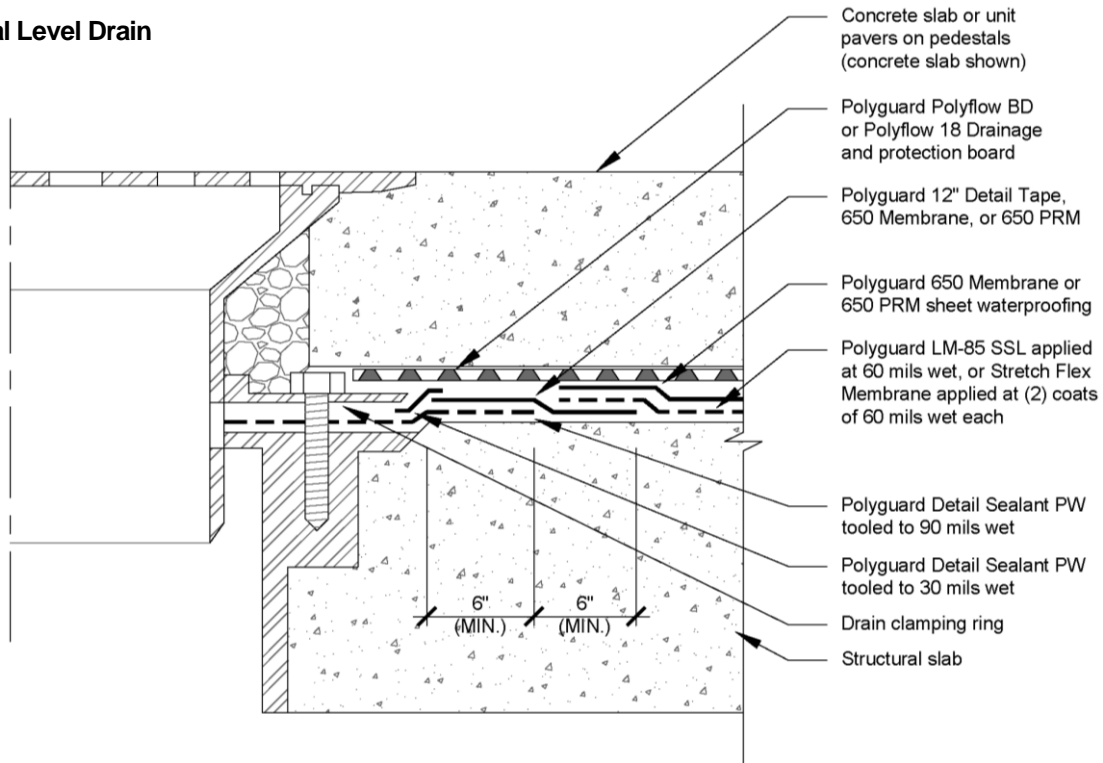 al Level Drain
Concrete slab or unit
pavers on pedestals
(concrete slab shown)
Polyguard Polyflow BD
or Polyflow 18 Drainage
and protection board
Polyguard 12" Detail Tape,
650 Membrane, or 650 PRM
Polyguard 650 Membrane or
650 PRM sheet waterproofing
Polyguard LM-85 SSL applied
at 60 mils wet, or Stretch Flex
Membrane applied at (2) coats
of 60 mils wet each
Polyguard Detail Sealant PW
tooled to 90 mils wet
Polyguard Detail Sealant PW
tooled to 30 mils wet
Drain clamping ring
Structural slab
6"
(MIN.)
6"
(MIN.)